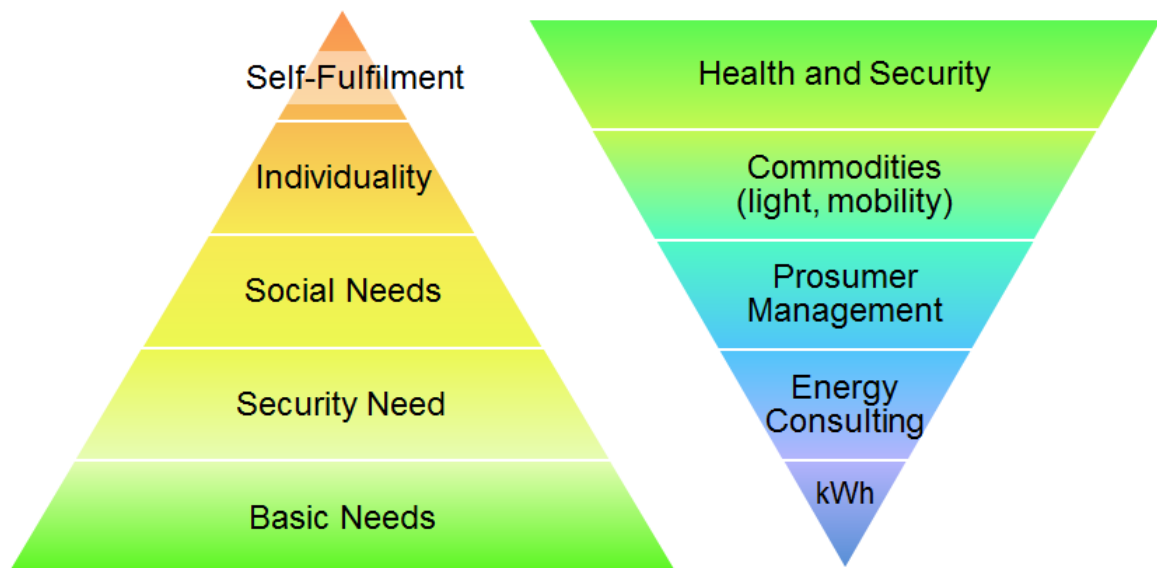 Self-Fulfilment
Individuality
Social Needs
Security Need
Basic Needs
Health and Security
Commodities
(light, mobility)
Prosumer
Management
Energy
Consulting
kWh